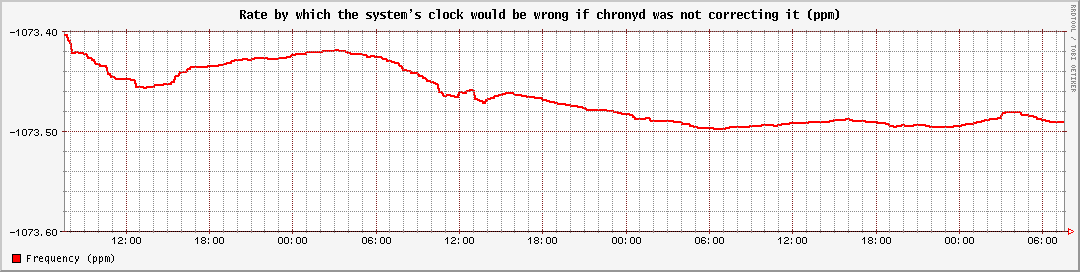 Rate by which the system's clock would be wrong if chronyd was not correcting it (ppm)
RRDTOOL / TOBI OETIKER
-1073.40
-1073.50
-1073.60
12:00 18:00 00:00 06:00 12:00 18:00 00:00 06:00 12:00 18:00 00:00 06:00
Frequency (ppm)